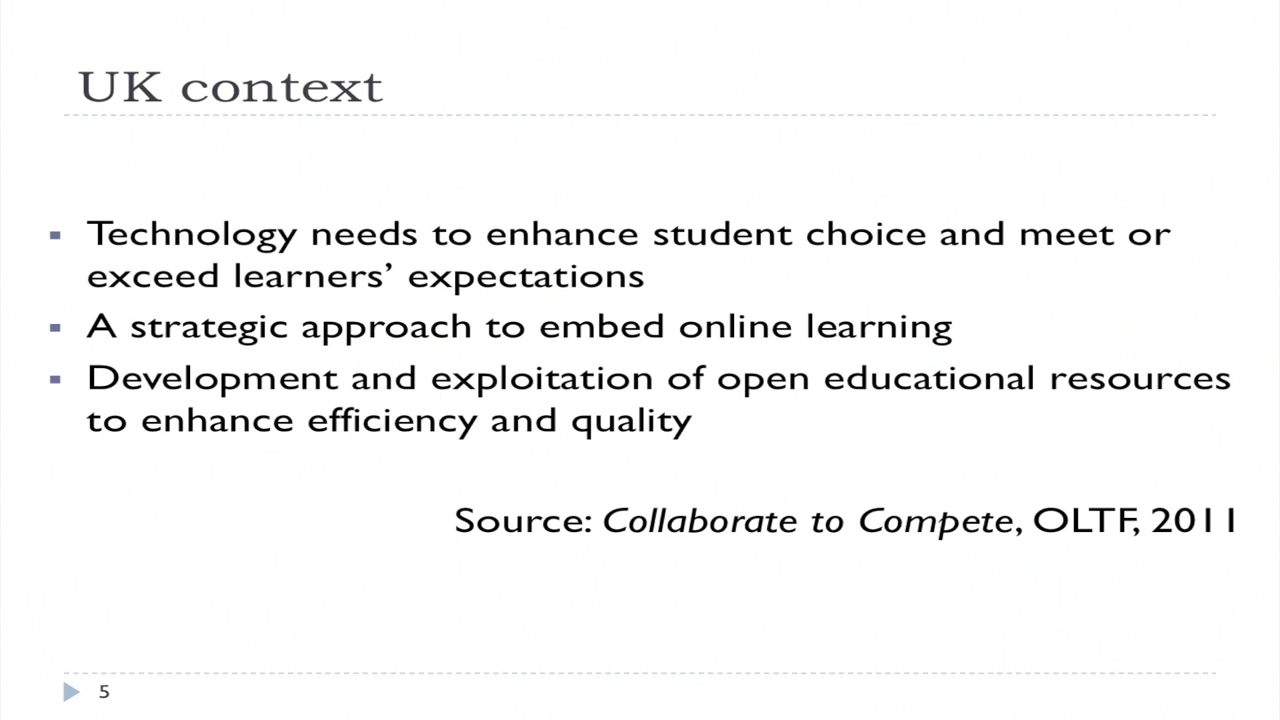 UK context
Technology needs to enhance student choice and meet or
exceed learners’ expectations
A strategic approach to embed online learning
Development and exploitation of open educational resources
to enhance efficiency and quality
Source: Collaborate to Compete, OLTF, 2011
5